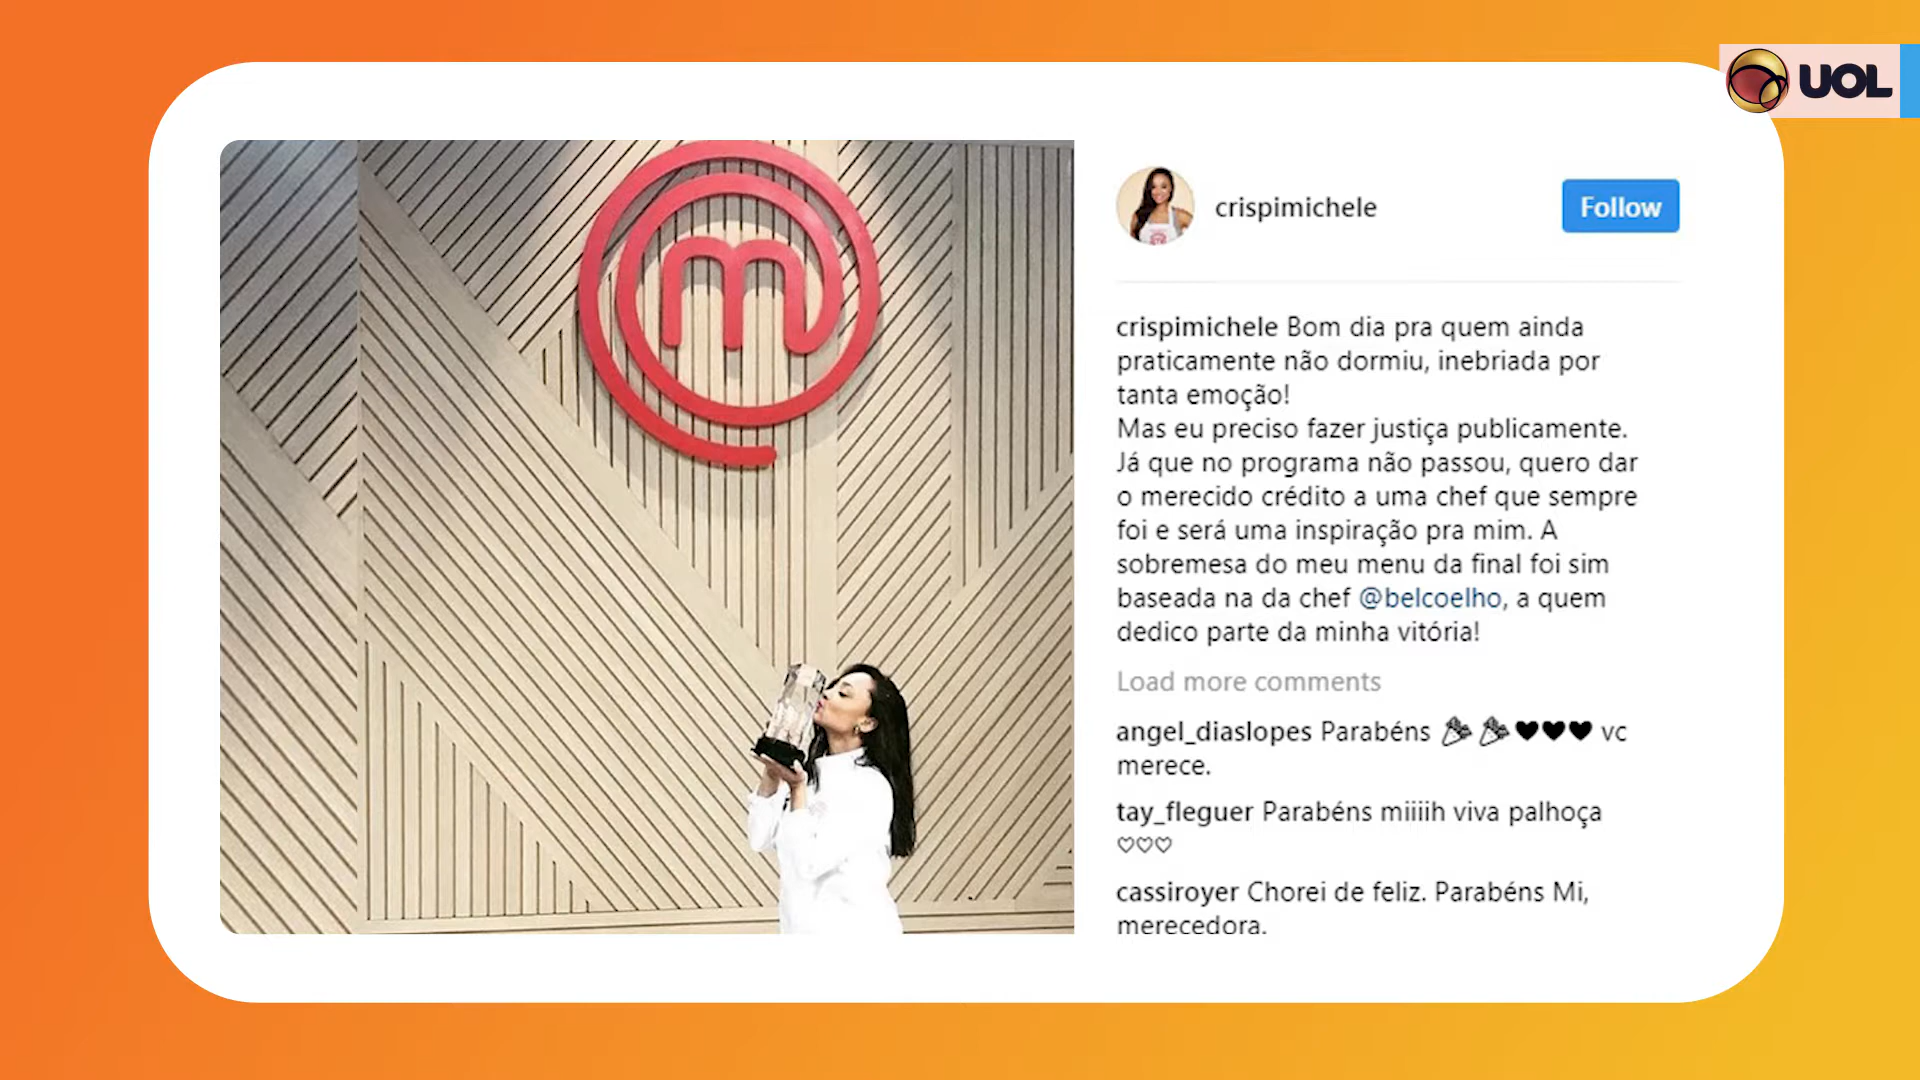 UOL
crispimichele
Follow
crispimichele Bom dia pra quem ainda
praticamente não dormiu, inebriada por
tanta emoção!
Mas eu preciso fazer justiça publicamente.
Já que no programa não passou, quero dar
o merecido crédito a uma chef que sempre
foi e será uma inspiração pra mim. A
sobremesa do meu menu da final foi sim
baseada na da chef @belcoelho, a quem
dedico parte da minha vitória!
Load more comments
angel_diaslopes Parabéns 🎉🎉♥♥♥ vc
merece.
tay_fleguer Parabéns miiiih viva palhoça
♡♡♡
cassiroyer Chorei de feliz. Parabéns Mi,
merecedora.